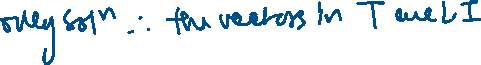 only solⁿ ∴ the vectors in T are LI